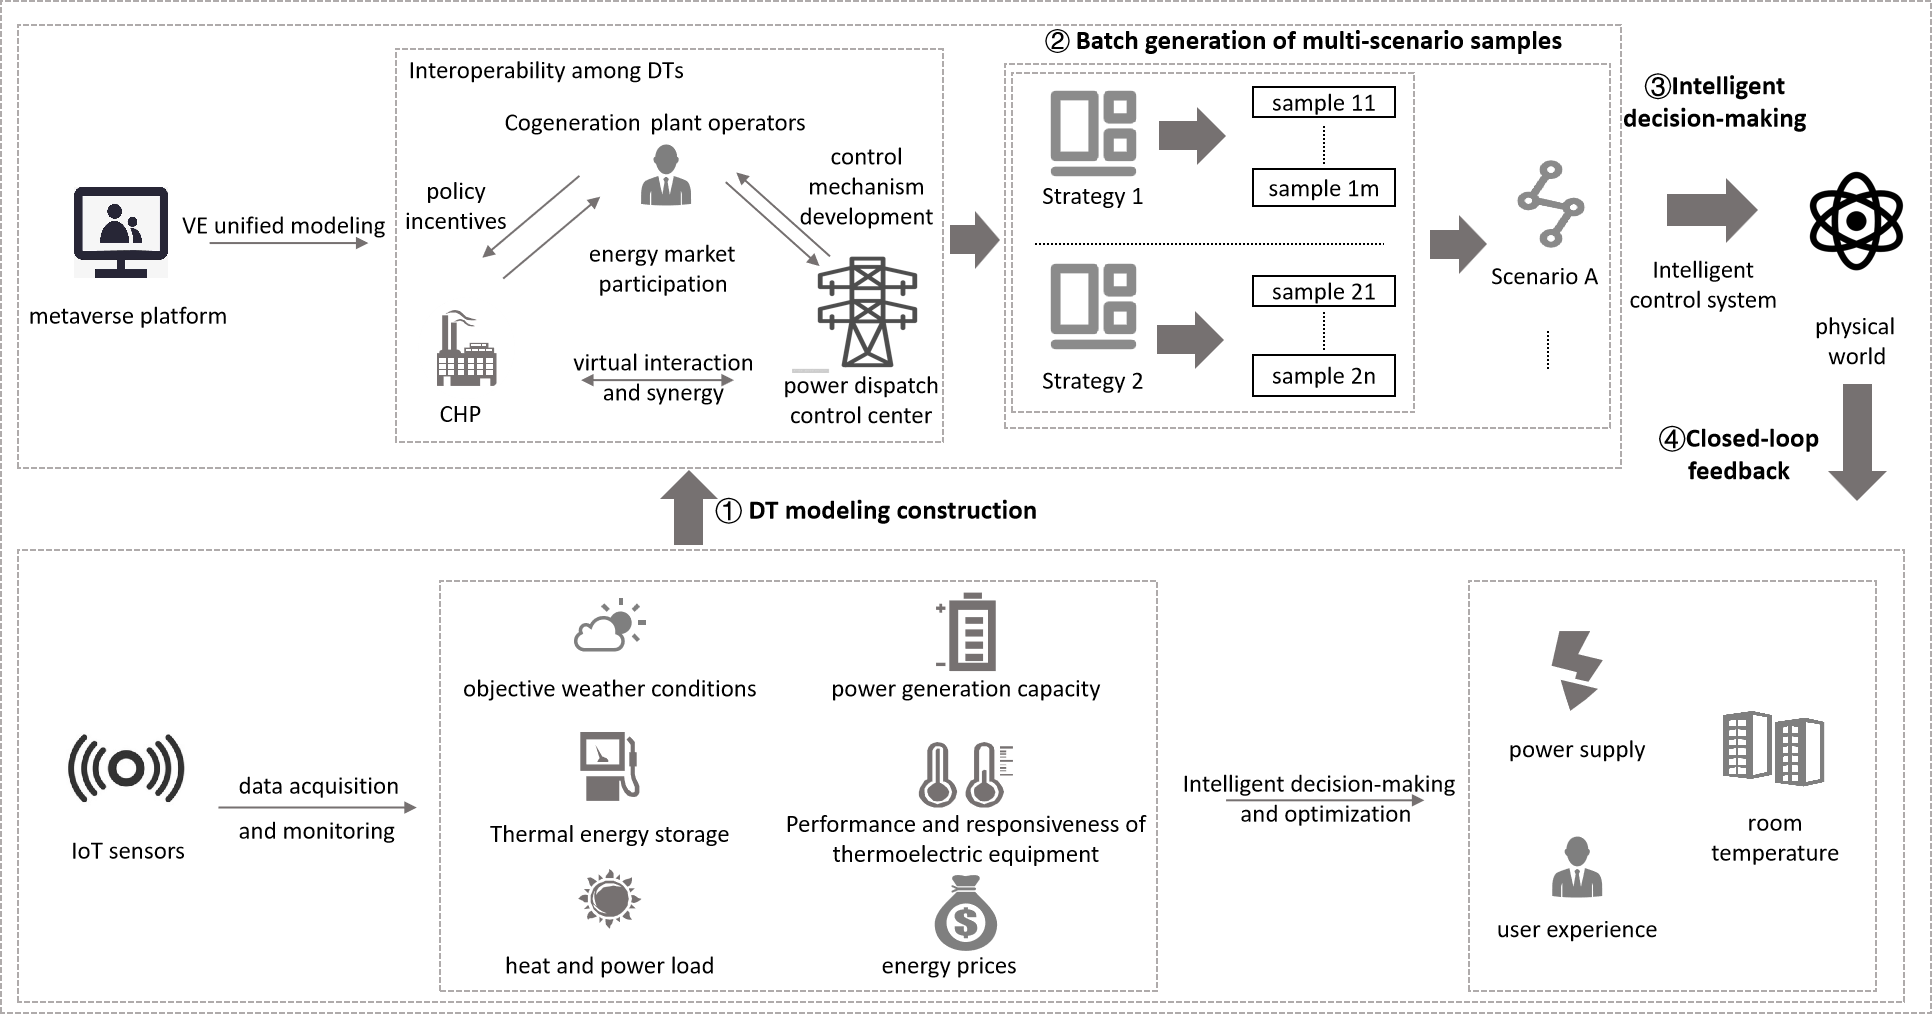 ② Batch generation of multi-scenario samples
Interoperability among DTs
Cogeneration plant operators
policy
incentives
control
mechanism
development
energy market
participation
VE unified modeling
metaverse platform
virtual interaction
and synergy
CHP
power dispatch
control center
Strategy 1
sample 11
sample 1m
Strategy 2
sample 21
sample 2n
Scenario A
③Intelligent
decision-making
Intelligent
control system
physical
world
④Closed-loop
feedback
① DT modeling construction
IoT sensors
data acquisition
and monitoring
objective weather conditions
power generation capacity
Thermal energy storage
Performance and responsiveness of
thermoelectric equipment
heat and power load
energy prices
Intelligent decision-making
and optimization
power supply
room
temperature
user experience